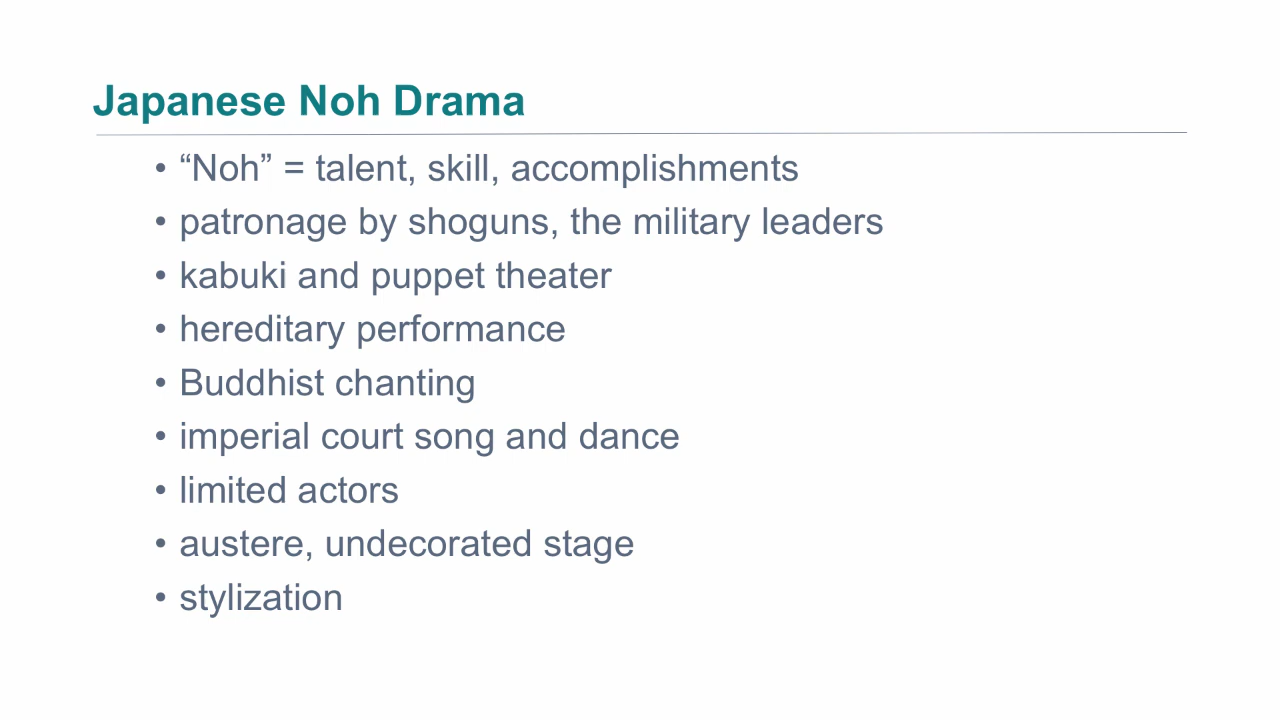 Japanese Noh Drama
• “Noh” = talent, skill, accomplishments
• patronage by shoguns, the military leaders
• kabuki and puppet theater
• hereditary performance
• Buddhist chanting
• imperial court song and dance
• limited actors
• austere, undecorated stage
• stylization